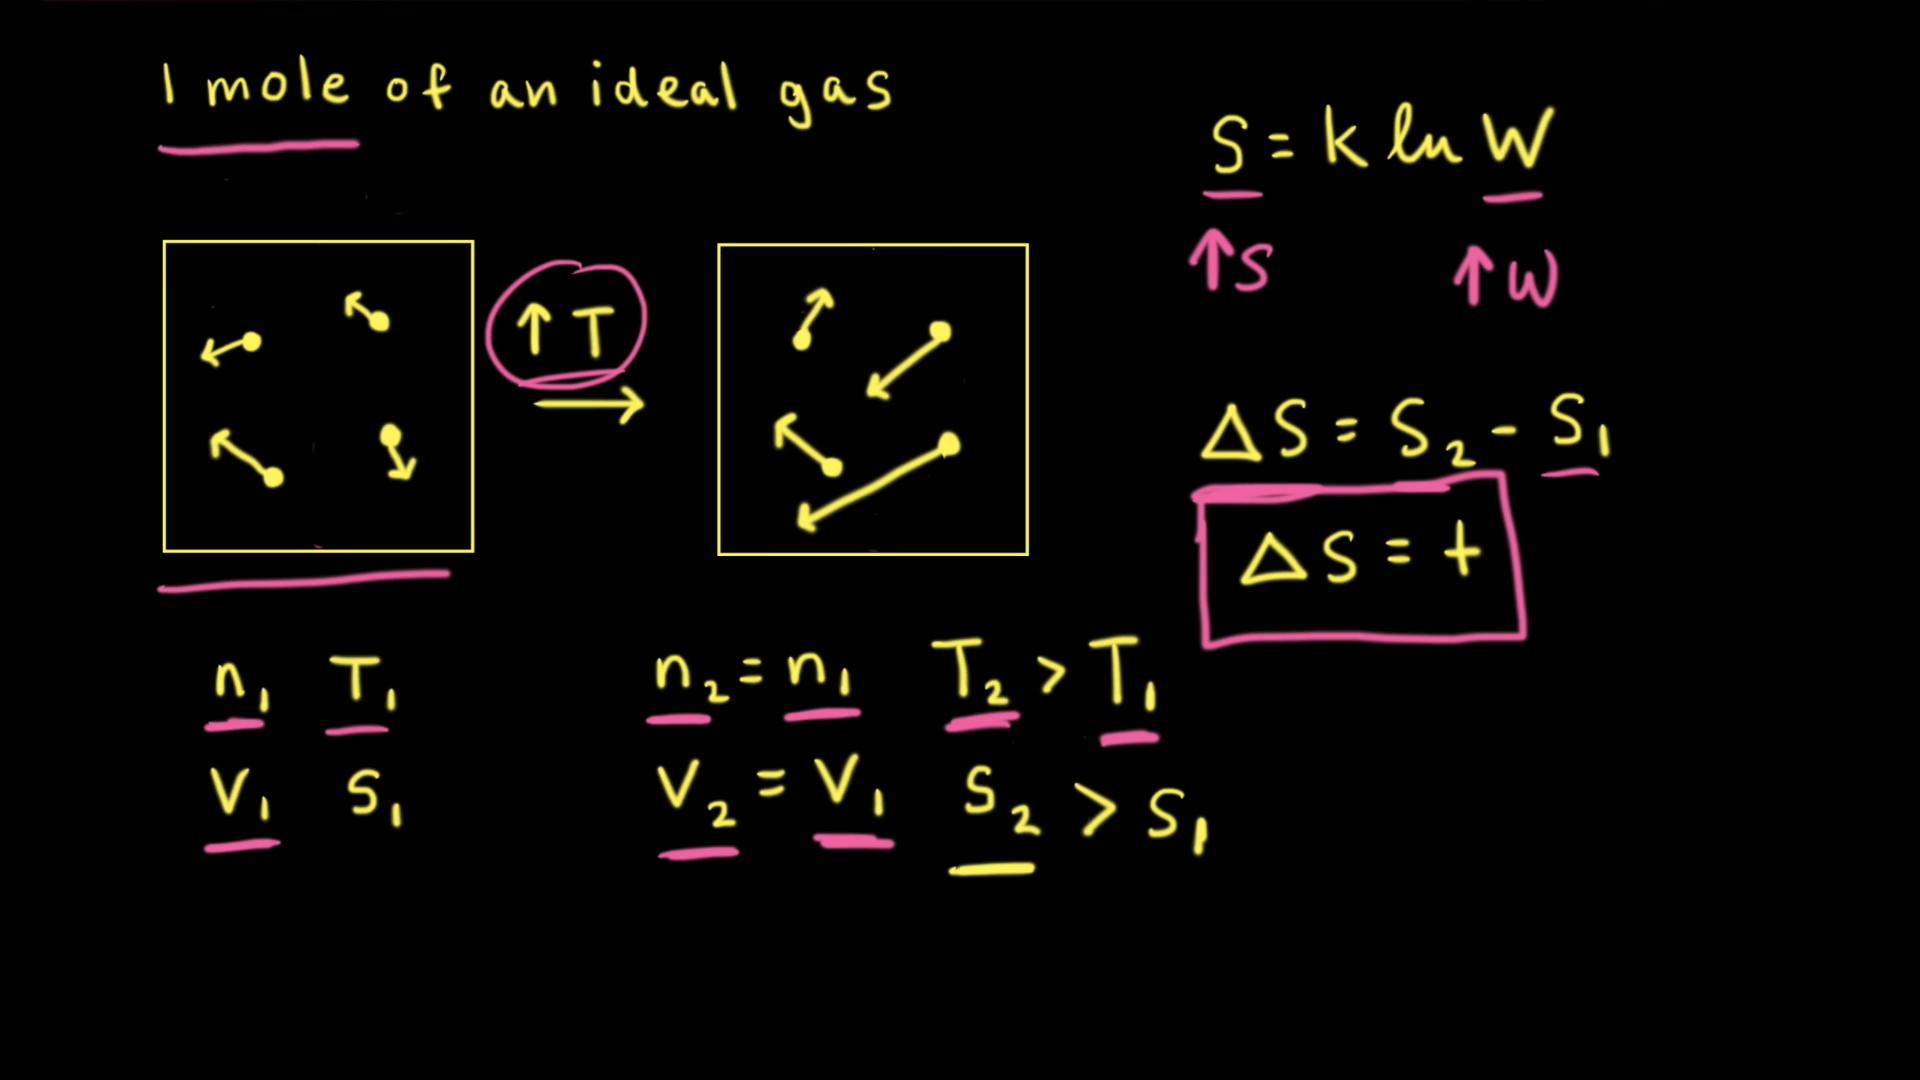 1 mole of an ideal gas
S = k ln W
↑S ↑W
↑ T
ΔS = S₂ - S₁
ΔS = +
n₁ T₁
V₁ S₁
n₂ = n₁ T₂ > T₁
V₂ = V₁ S₂ > S₁